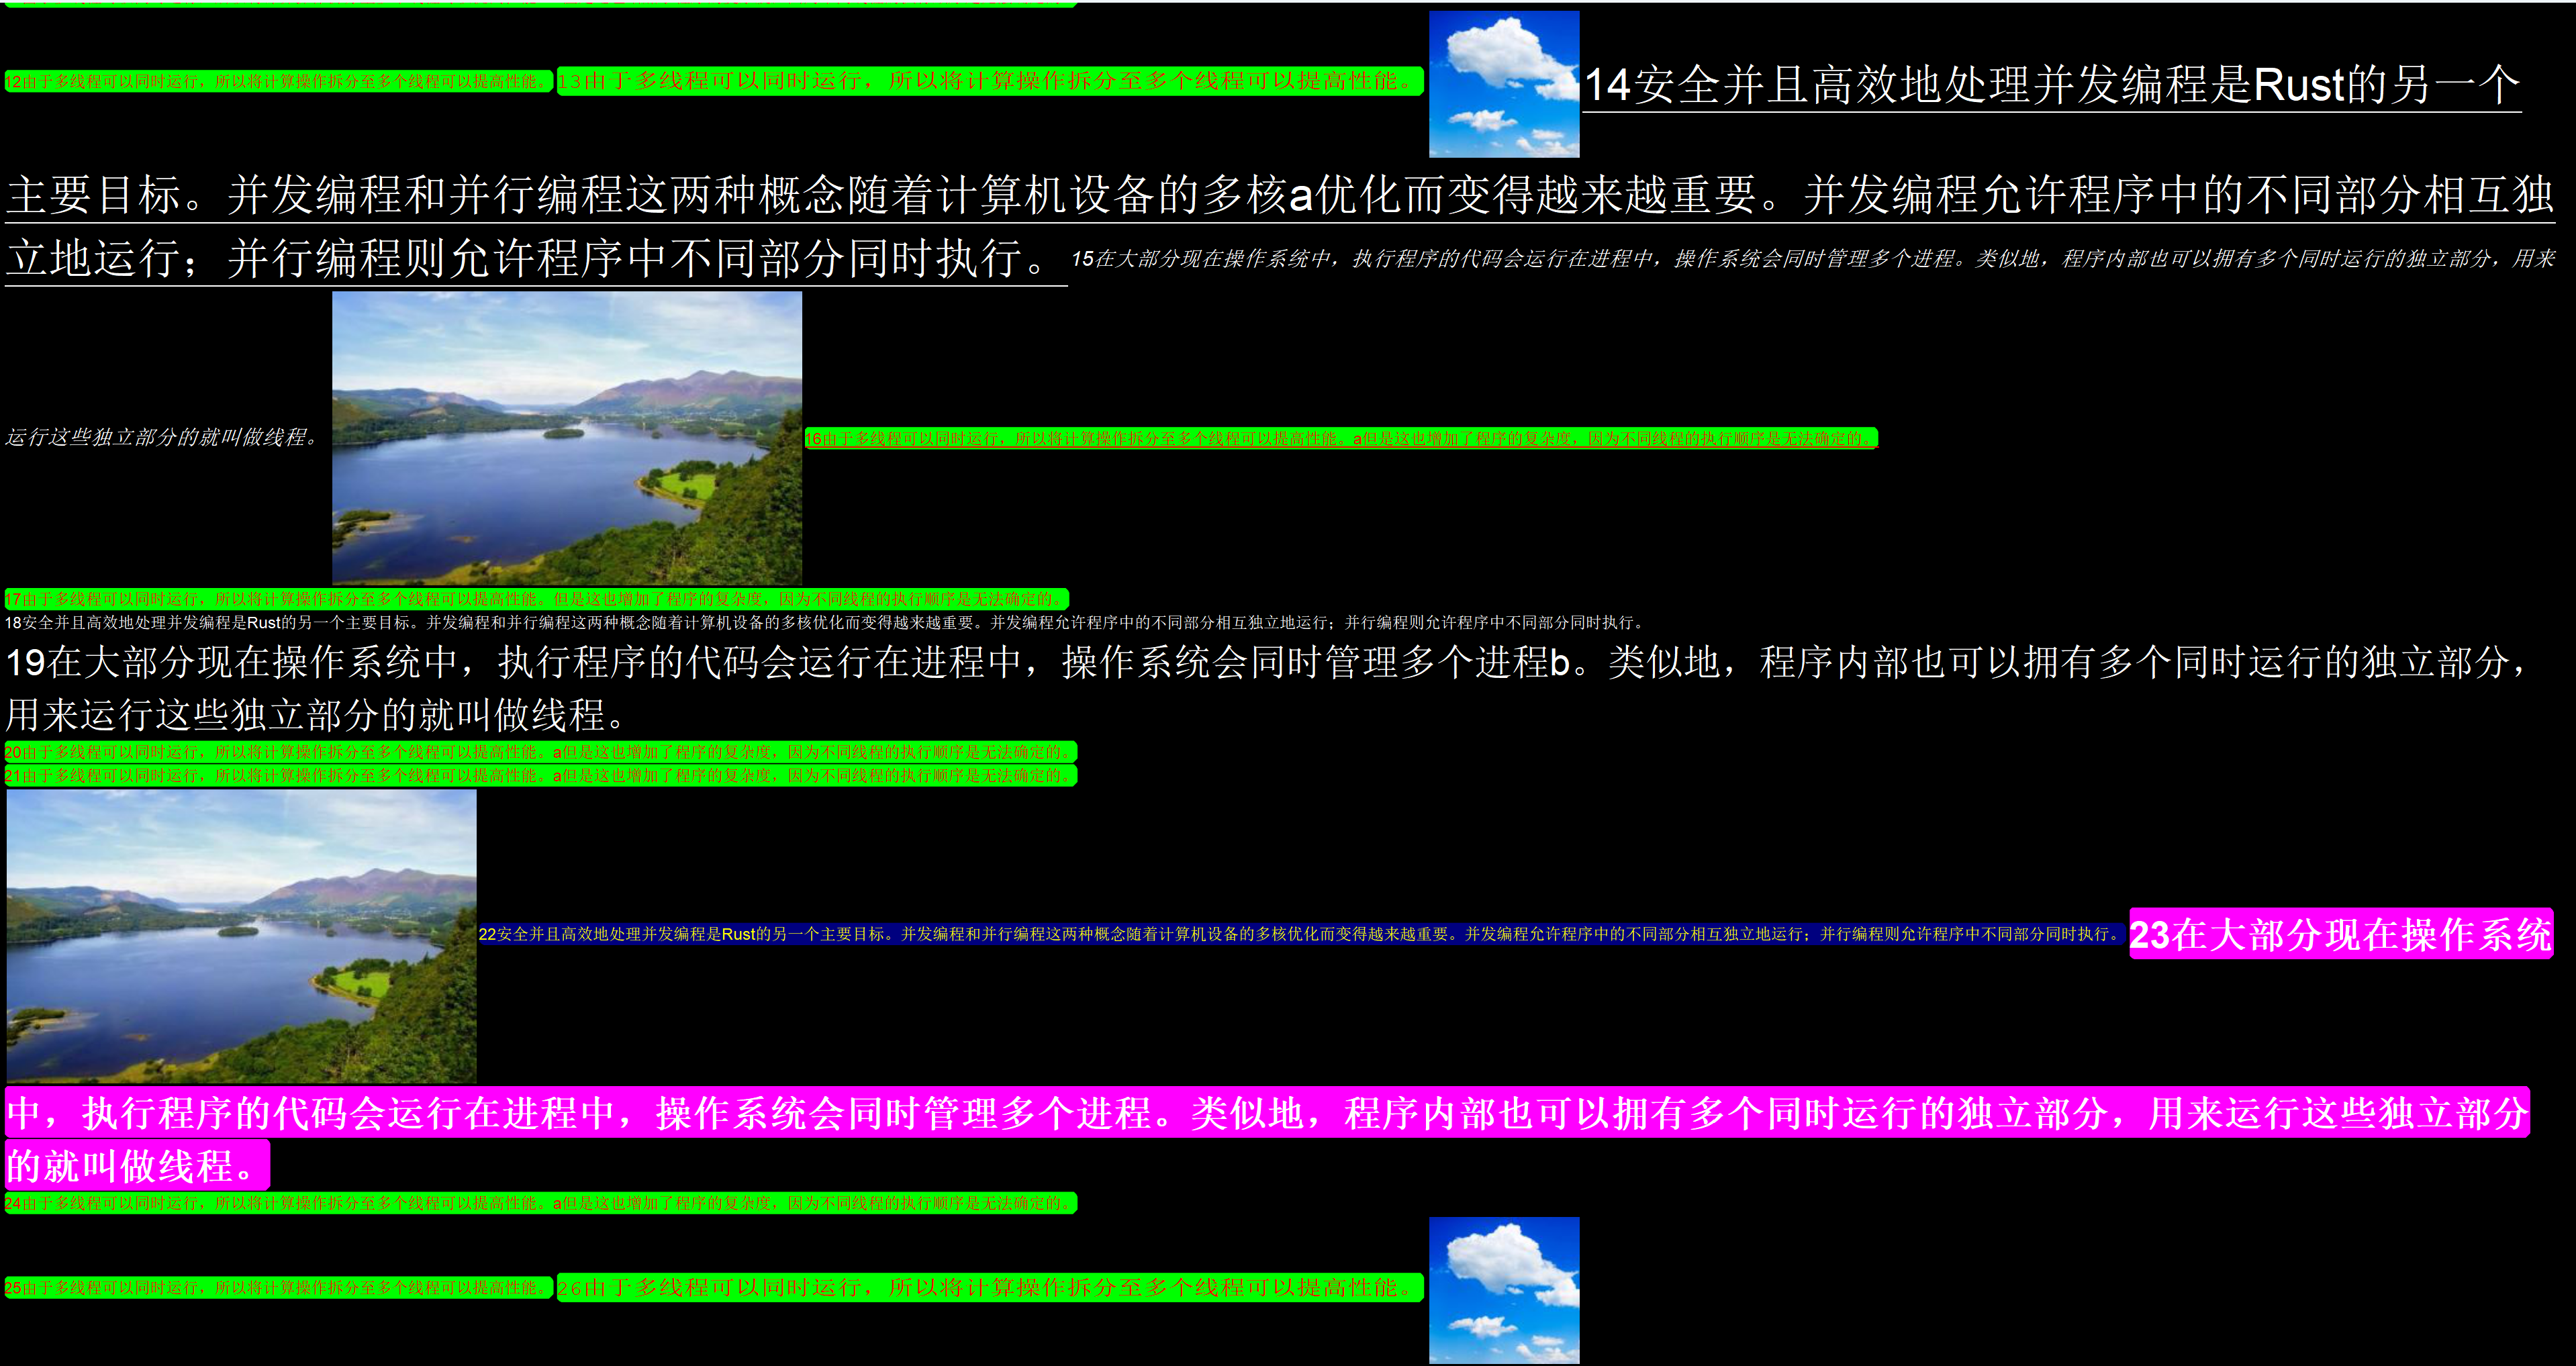 12由于多线程可以同时运行，所以将计算操作拆分至多个线程可以提高性能。 13由于多线程可以同时运行，所以将计算操作拆分至多个线程可以提高性能。 14安全并且高效地处理并发编程是Rust的另一个
主要目标。并发编程和并行编程这两种概念随着计算机设备的多核a优化而变得越来越重要。并发编程允许程序中的不同部分相互独
立地运行；并行编程则允许程序中不同部分同时执行。 15在大部分现在操作系统中，执行程序的代码会运行在进程中，操作系统会同时管理多个进程。类似地，程序内部也可以拥有多个同时运行的独立部分，用来
运行这些独立部分的就叫做线程。 16由于多线程可以同时运行，所以将计算操作拆分至多个线程可以提高性能。a但是这也增加了程序的复杂度，因为不同线程的执行顺序是无法确定的。
17由于多线程可以同时运行，所以将计算操作拆分至多个线程可以提高性能。但是这也增加了程序的复杂度，因为不同线程的执行顺序是无法确定的。
18安全并且高效地处理并发编程是Rust的另一个主要目标。并发编程和并行编程这两种概念随着计算机设备的多核优化而变得越来越重要。并发编程允许程序中的不同部分相互独立地运行；并行编程则允许程序中不同部分同时执行。
19在大部分现在操作系统中，执行程序的代码会运行在进程中，操作系统会同时管理多个进程b。类似地，程序内部也可以拥有多个同时运行的独立部分，
用来运行这些独立部分的就叫做线程。
20由于多线程可以同时运行，所以将计算操作拆分至多个线程可以提高性能。a但是这也增加了程序的复杂度，因为不同线程的执行顺序是无法确定的。
21由于多线程可以同时运行，所以将计算操作拆分至多个线程可以提高性能。a但是这也增加了程序的复杂度，因为不同线程的执行顺序是无法确定的。
22安全并且高效地处理并发编程是Rust的另一个主要目标。并发编程和并行编程这两种概念随着计算机设备的多核优化而变得越来越重要。并发编程允许程序中的不同部分相互独立地运行；并行编程则允许程序中不同部分同时执行。 23在大部分现在操作系统
中，执行程序的代码会运行在进程中，操作系统会同时管理多个进程。类似地，程序内部也可以拥有多个同时运行的独立部分，用来运行这些独立部分
的就叫做线程。
24由于多线程可以同时运行，所以将计算操作拆分至多个线程可以提高性能。a但是这也增加了程序的复杂度，因为不同线程的执行顺序是无法确定的。
25由于多线程可以同时运行，所以将计算操作拆分至多个线程可以提高性能。 26由于多线程可以同时运行，所以将计算操作拆分至多个线程可以提高性能。